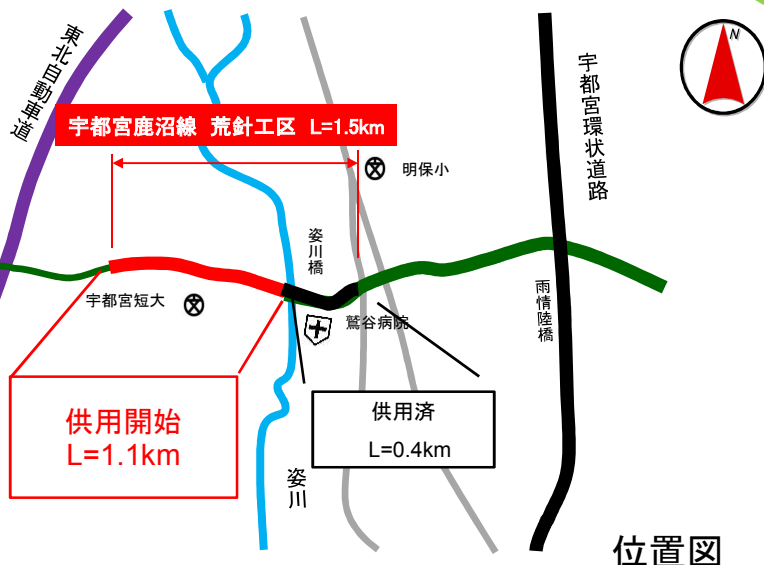 東北自動車道
N
宇都宮環状道路
宇都宮鹿沼線 荒針工区 L=1.5km
明保小
姿川橋
宇都宮短大
鷲谷病院
雨情陸橋
供用開始
L=1.1km
供用済
L=0.4km
姿川
位置図